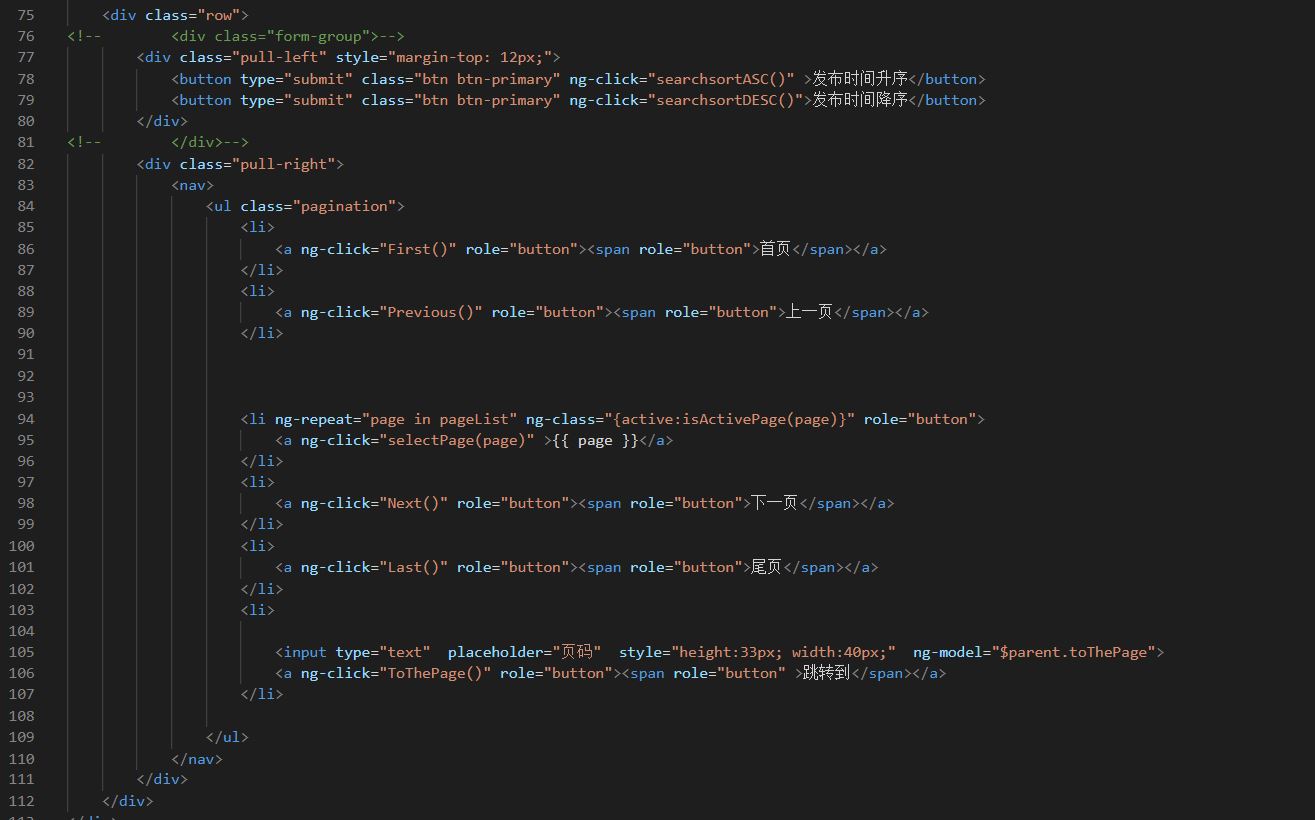 75 <div class="row">
76 <!-- <div class="form-group">-->
77 <div class="pull-left" style="margin-top: 12px;">
78 <button type="submit" class="btn btn-primary" ng-click="searchsortASC()" >发布时间升序</button>
79 <button type="submit" class="btn btn-primary" ng-click="searchsortDESC()">发布时间降序</button>
80 </div>
81 <!-- </div>-->
82 <div class="pull-right">
83 <nav>
84 <ul class="pagination">
85 <li>
86 <a ng-click="First()" role="button"><span role="button">首页</span></a>
87 </li>
88 <li>
89 <a ng-click="Previous()" role="button"><span role="button">上一页</span></a>
90 </li>
91
92
93
94 <li ng-repeat="page in pageList" ng-class="{active:isActivePage(page)}" role="button">
95 <a ng-click="selectPage(page)" >{{ page }}</a>
96 </li>
97 <li>
98 <a ng-click="Next()" role="button"><span role="button">下一页</span></a>
99 </li>
100 <li>
101 <a ng-click="Last()" role="button"><span role="button">尾页</span></a>
102 </li>
103 <li>
104
105 <input type="text"  placeholder="页码"  style="height:33px; width:40px;"  ng-model="$parent.toThePage">
106 <a ng-click="ToThePage()" role="button"><span role="button" >跳转到</span></a>
107 </li>
108
109 </ul>
110 </nav>
111 </div>
112 </div>